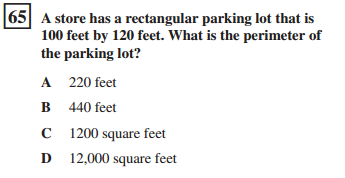 65 A store has a rectangular parking lot that is
100 feet by 120 feet. What is the perimeter of
the parking lot?
A 220 feet
B 440 feet
C 1200 square feet
D 12,000 square feet